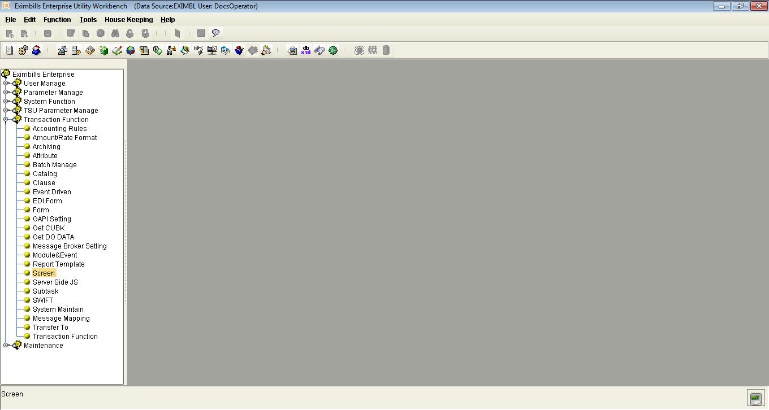 Eximbills Enterprise Utility Workbench (Data Source:EXIMBL User: DocsOperator)
File Edit Function Tools House Keeping Help
Eximbills Enterprise
User Manage
Parameter Manage
System Function
TSU Parameter Manage
Transaction Function
Accounting Rules
Amount/Rate Format
Archiving
Attribute
Batch Manage
Catalog
Clause
Event Driven
EDI Form
Form
OAPI Setting
Get CUBK
Get DO DATA
Message Broker Setting
Module&Event
Report Template
Screen
Server Side JS
Subtask
SWIFT
System Maintain
Message Mapping
Transfer To
Transaction Function
Maintenance
Screen